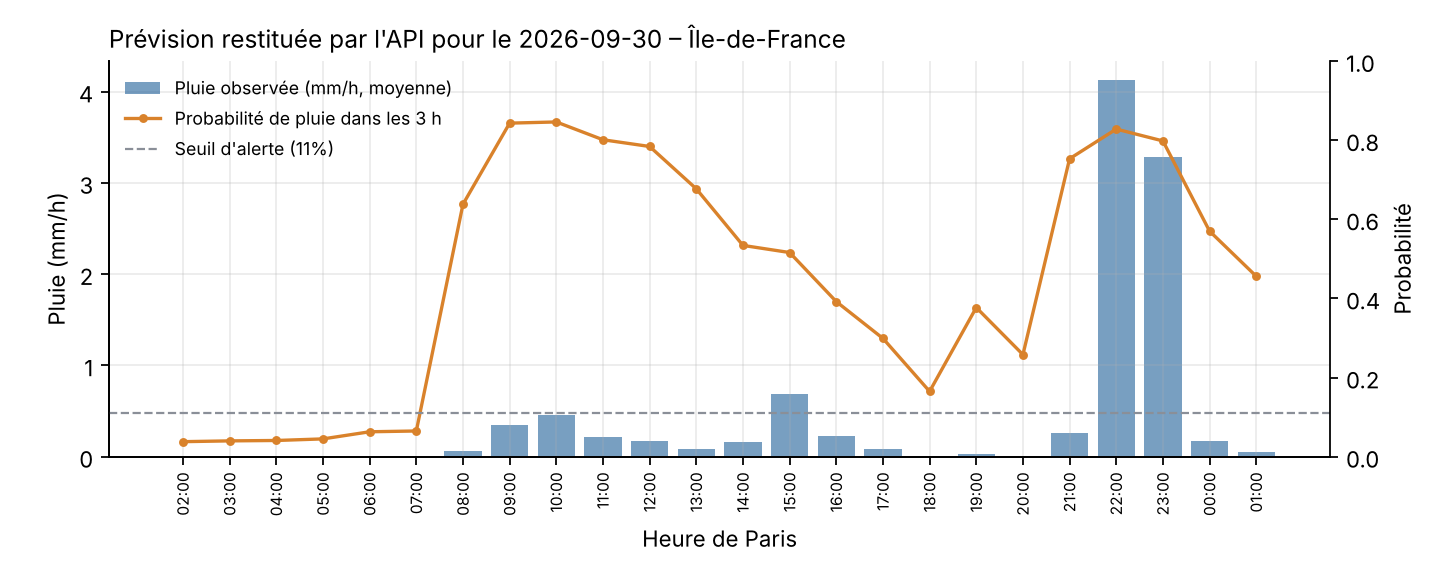 Prévision restituée par l'API pour le 2026-09-30 – Île-de-France
Pluie observée (mm/h, moyenne)
Probabilité de pluie dans les 3 h
Seuil d'alerte (11%)
Pluie (mm/h)
4
3
2
1
0
1.0
0.8
0.6
0.4
0.2
0.0
Probabilité
02:00 03:00 04:00 05:00 06:00 07:00 08:00 09:00 10:00 11:00 12:00 13:00 14:00 15:00 16:00 17:00 18:00 19:00 20:00 21:00 22:00 23:00 00:00 01:00
Heure de Paris